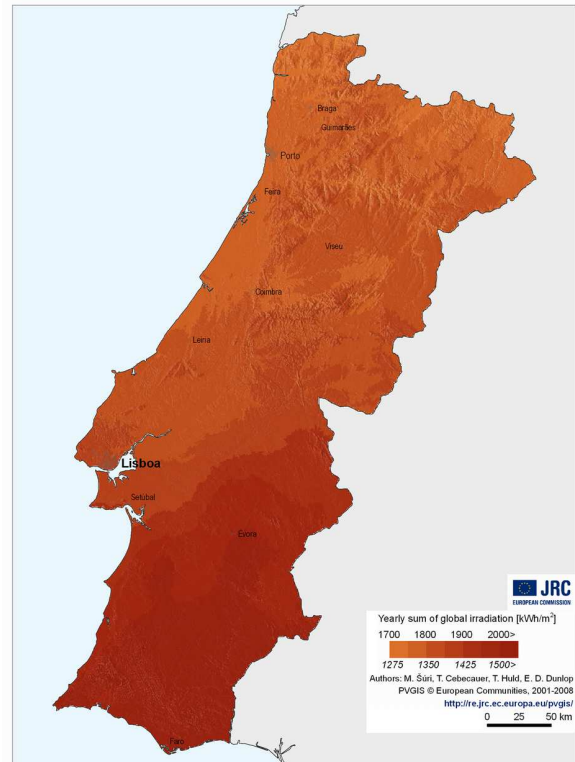 Braga
Guimarães
Porto
Feira
Viseu
Coimbra
Leiria
Lisboa
Setúbal
Évora
Faro
JRC
EUROPEAN COMMISSION
Yearly sum of global irradiation [kWh/m²]
1700 1800 1900 2000>
1275 1350 1425 1500>
Authors: M. Šúri, T. Cebecauer, T. Huld, E. D. Dunlop
PVGIS © European Communities, 2001-2008
http://re.jrc.ec.europa.eu/pvgis/
0 25 50 km